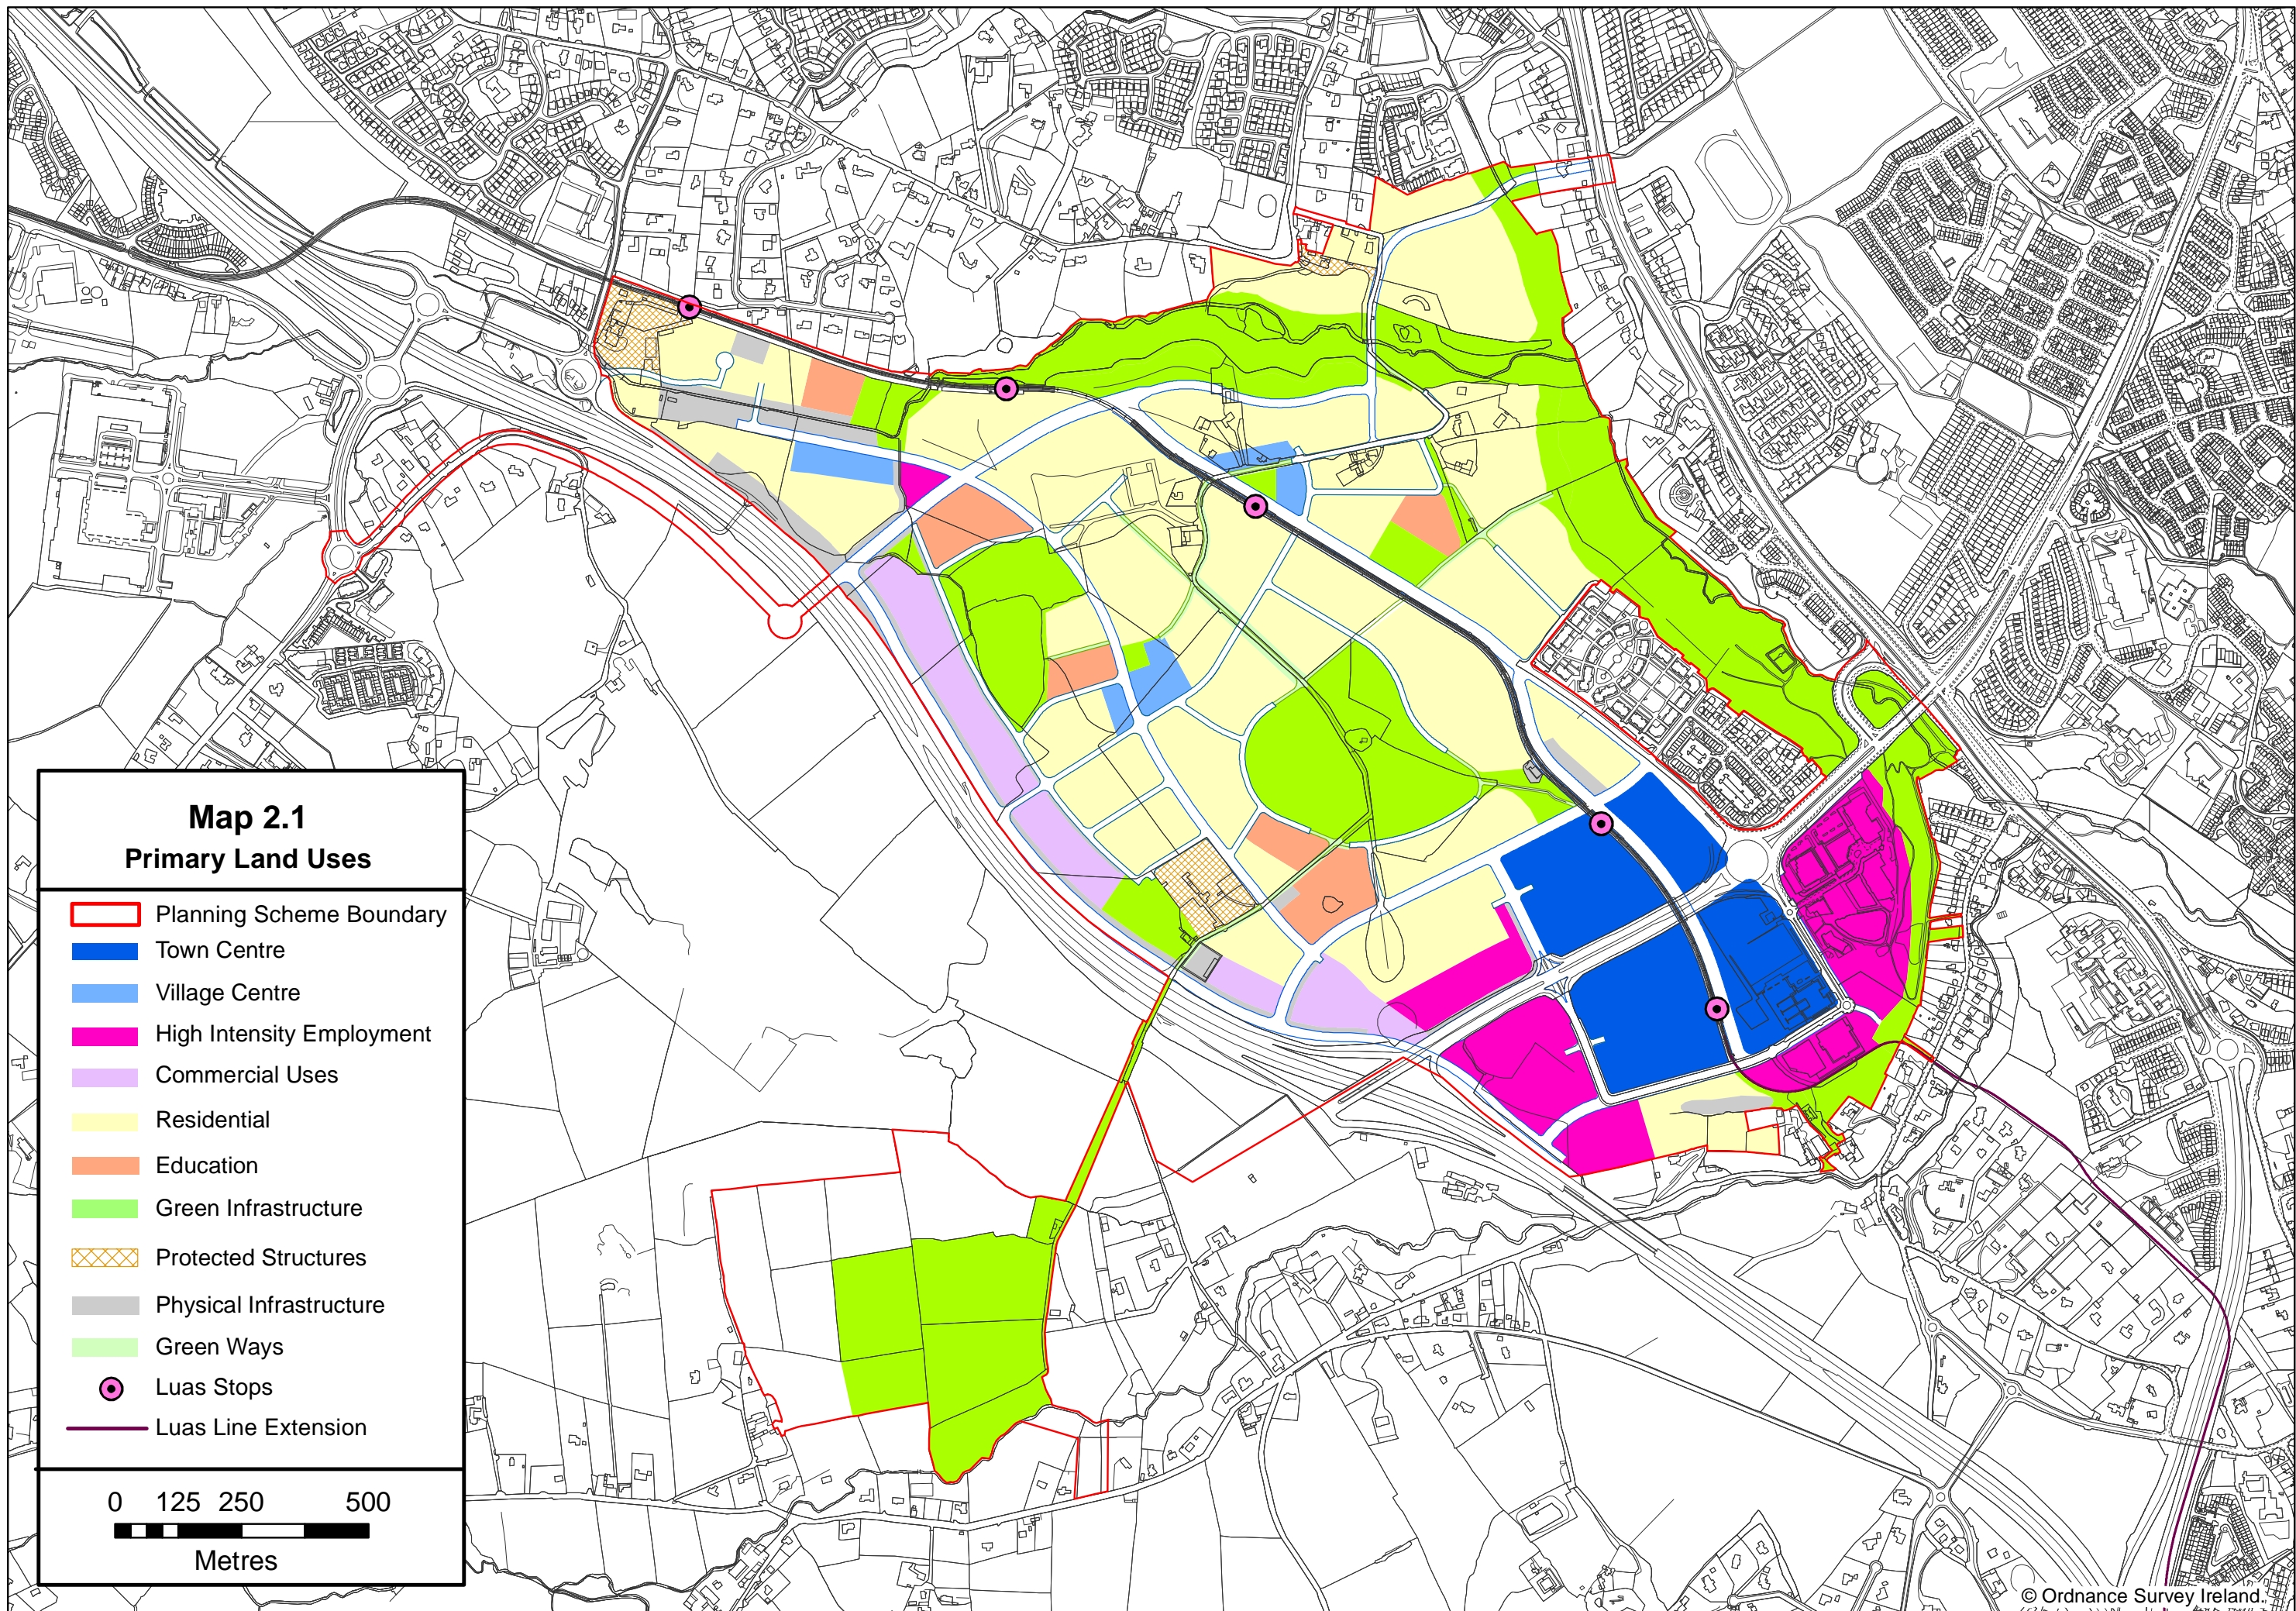 Map 2.1
Primary Land Uses
Planning Scheme Boundary
Town Centre
Village Centre
High Intensity Employment
Commercial Uses
Residential
Education
Green Infrastructure
Protected Structures
Physical Infrastructure
Green Ways
Luas Stops
Luas Line Extension
0 125 250 500
Metres
© Ordnance Survey Ireland.